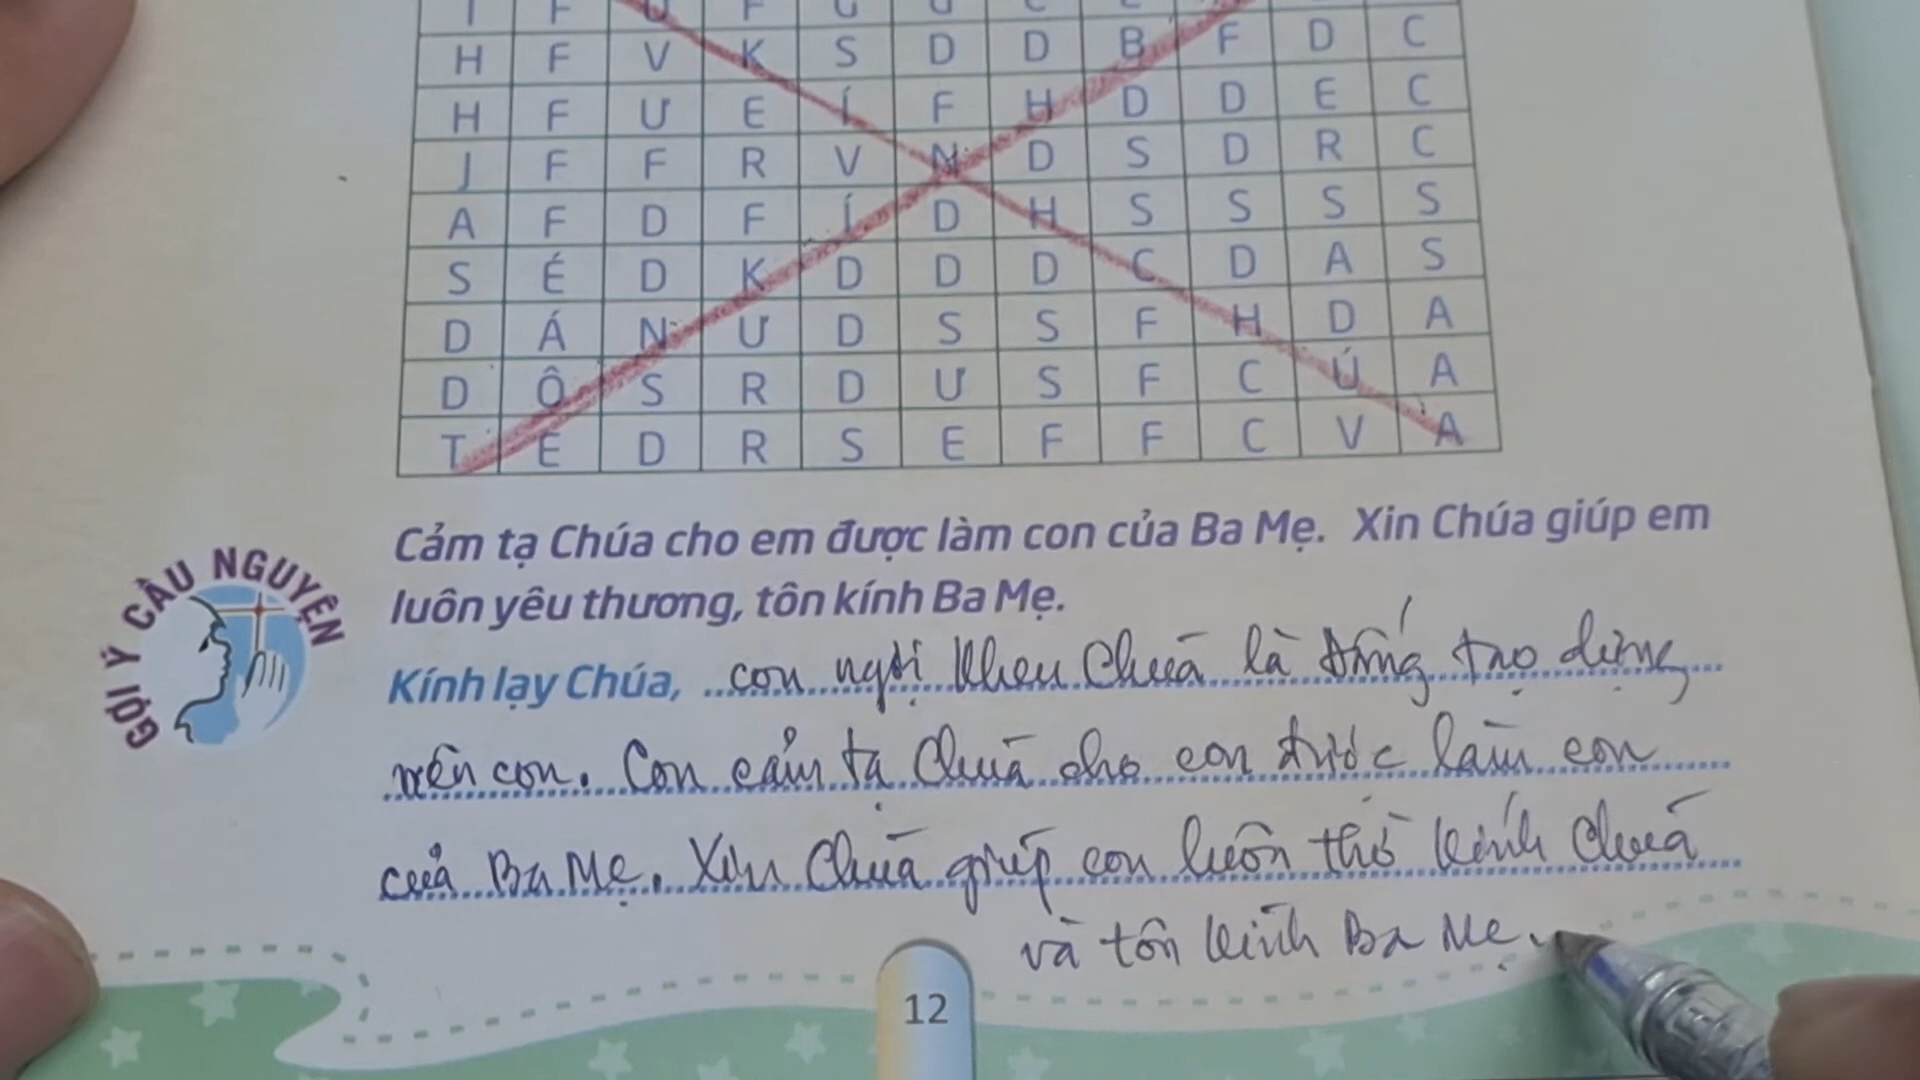 H F V K S D D B F D C
H F Ư E Í F H D D E C
J F F R V N D S D R C
A F D F Í D H S S S S
S É D K D D D C D A S
D Á N Ư D S S F H D A
D Ô S R D Ư S F C Ú A
T E D R S E F F C V A
GỢI Ý CẦU NGUYỆN
Cảm tạ Chúa cho em được làm con của Ba Mẹ. Xin Chúa giúp em
luôn yêu thương, tôn kính Ba Mẹ.
Kính lạy Chúa, con ngợi khen Chúa là Đấng tạo dựng
nên con. Con cảm tạ Chúa cho con được làm con
của Ba Mẹ. Xin Chúa giúp con luôn thờ kính Chúa
và tôn kính Ba Mẹ.
12